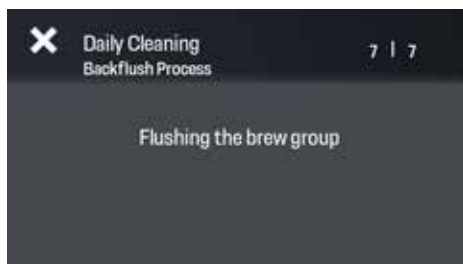 Daily Cleaning
7 | 7
Backflush Process
Flushing the brew group